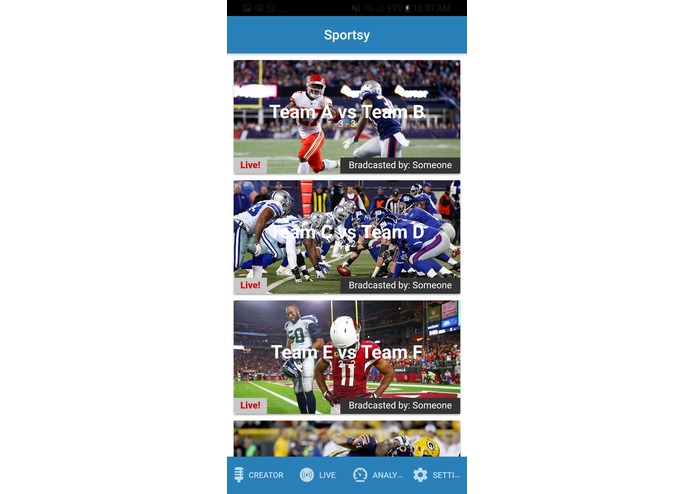 99% 10:07 AM
Sportsy
Team A vs Team B
3 - 3
Live!
Bradcasted by: Someone
Team C vs Team D
Live!
Bradcasted by: Someone
Team E vs Team F
11
Live!
Bradcasted by: Someone
CREATOR
LIVE
ANALY...
SETTI...